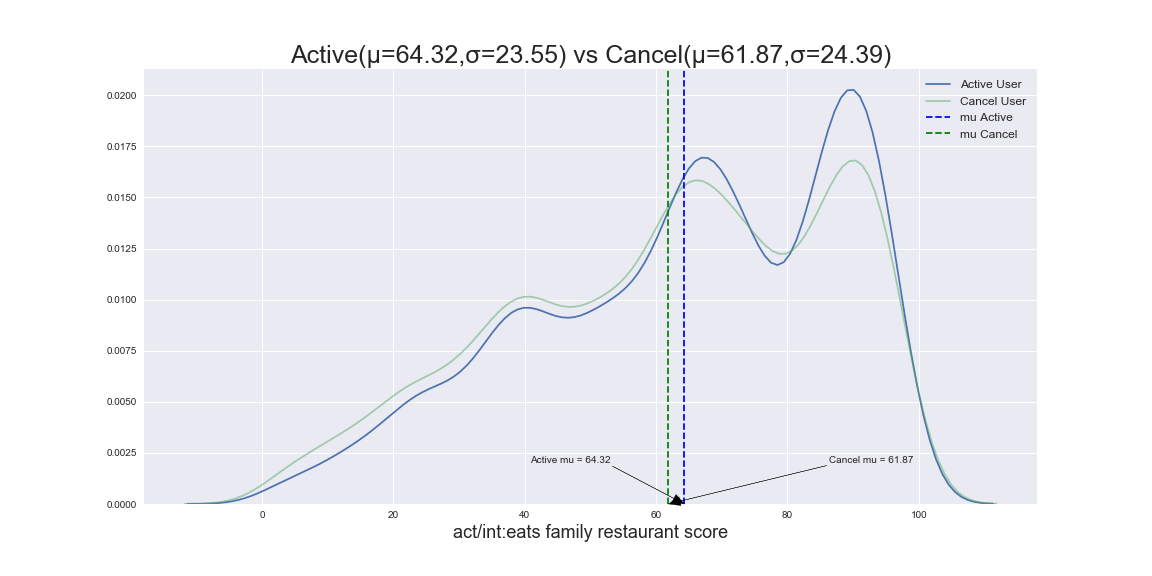 Active(μ=64.32,σ=23.55) vs Cancel(μ=61.87,σ=24.39)
Active User
Cancel User
mu Active
mu Cancel
0.0200
0.0175
0.0150
0.0125
0.0100
0.0075
0.0050
0.0025
0.0000
Active mu = 64.32
Cancel mu = 61.87
0 20 40 60 80 100
act/int:eats family restaurant score